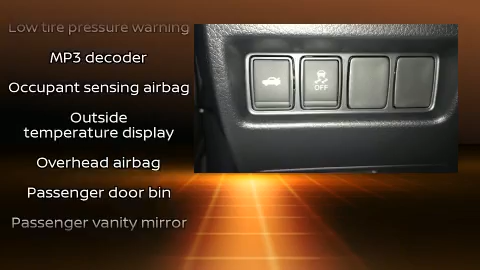 Low tire pressure warning
MP3 decoder
Occupant sensing airbag
Outside
temperature display
Overhead airbag
Passenger door bin
Passenger vanity mirror
OFF